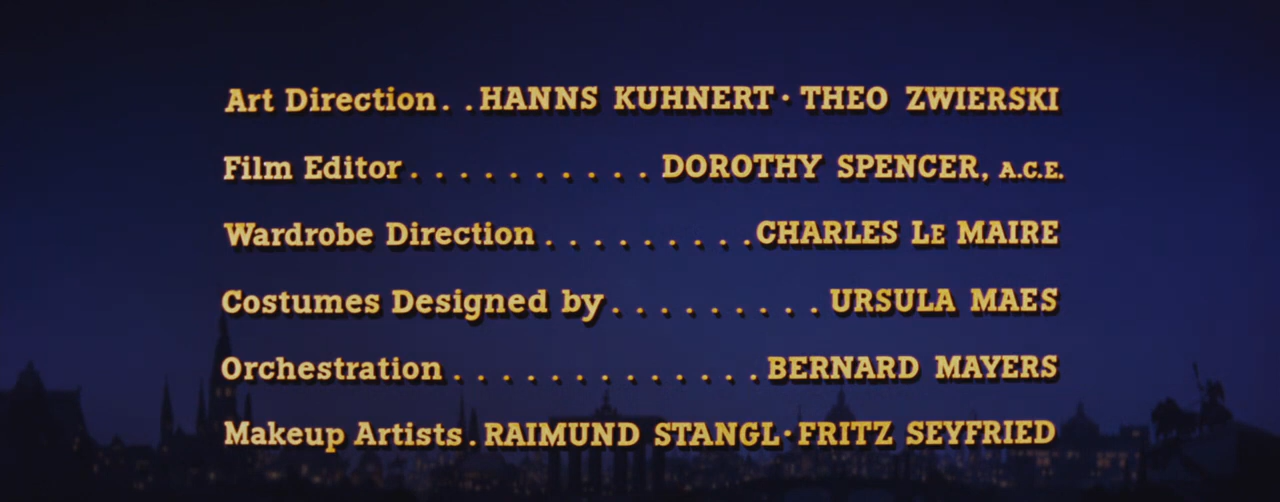 Art Direction. .HANNS KUHNERT · THEO ZWIERSKI
Film Editor. . . . . . . . . . DOROTHY SPENCER, A.C.E.
Wardrobe Direction. . . . . . . . .CHARLES LE MAIRE
Costumes Designed by. . . . . . . . . URSULA MAES
Orchestration. . . . . . . . . . . . .BERNARD MAYERS
Makeup Artists.RAIMUND STANGL·FRITZ SEYFRIED